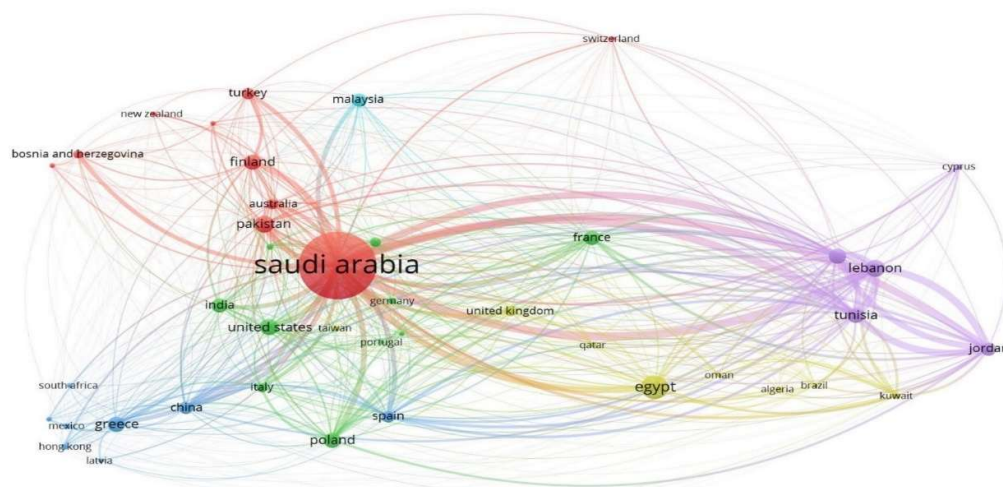 switzerland
turkey
malaysia
new zealand
bosnia and herzegovina
finland
cyprus
australia
pakistan
france
saudi arabia
lebanon
germany
india
united kingdom
tunisia
united states
taiwan
portugal
qatar
jordan
oman
south africa
italy
egypt
algeria
brazil
kuwait
china
spain
greece
mexico
poland
hong kong
latvia